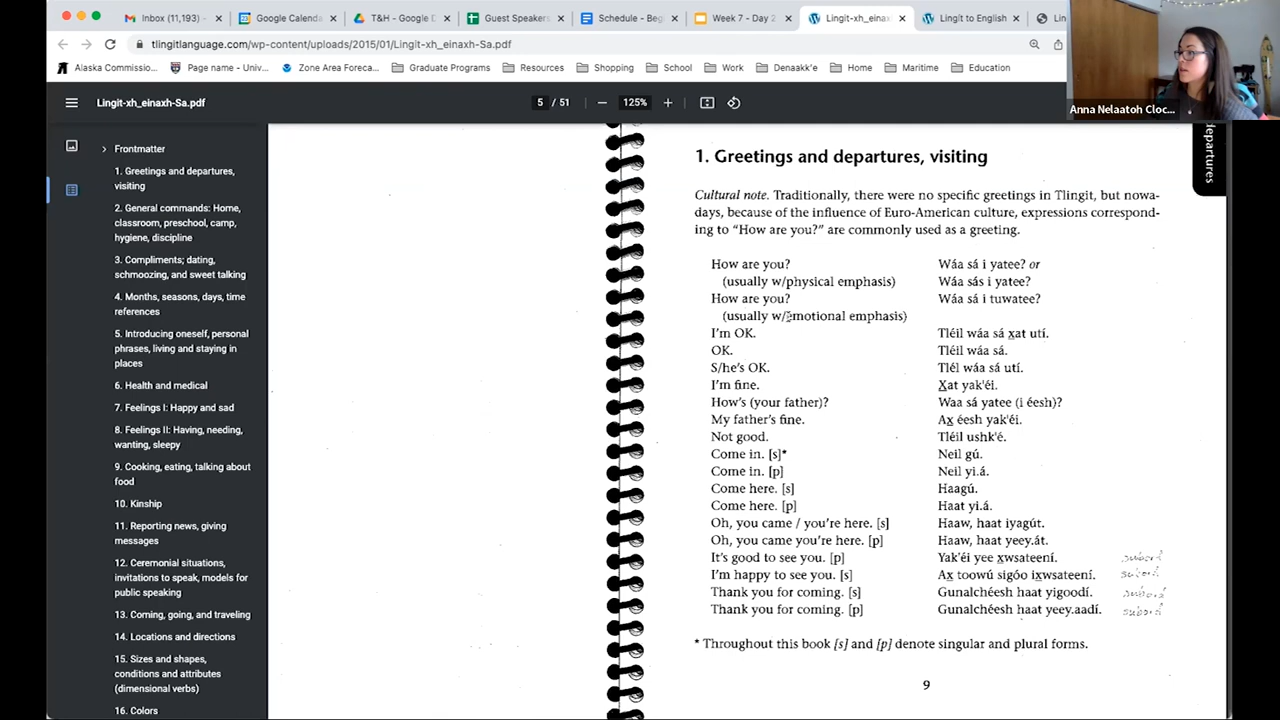 Inbox (11,193) -
Google Calenda
T&H - Google D
Guest Speakers
Schedule - Beg
Week 7 - Day 2
Lingít-xh_einax
Lingít to English
Lin
tlingitlanguage.com/wp-content/uploads/2015/01/Lingit-xh_einaxh-Sa.pdf
Alaska Commissio...
Page name - Univ...
Zone Area Foreca...
Graduate Programs
Resources
Shopping
School
Work
Denaakk'e
Home
Maritime
Education
Anna Nelaatoh Cloc...
Lingit-xh_einaxh-Sa.pdf
5 / 51
125%
Frontmatter
1. Greetings and departures,
visiting
2. General commands: Home,
classroom, preschool, camp,
hygiene, discipline
3. Compliments; dating,
schmoozing, and sweet talking
4. Months, seasons, days, time
references
5. Introducing oneself, personal
phrases, living and staying in
places
6. Health and medical
7. Feelings I: Happy and sad
8. Feelings II: Having, needing,
wanting, sleepy
9. Cooking, eating, talking about
food
10. Kinship
11. Reporting news, giving
messages
12. Ceremonial situations,
invitations to speak, models for
public speaking
13. Coming, going, and traveling
14. Locations and directions
15. Sizes and shapes,
conditions and attributes
(dimensional verbs)
16. Colors
departures
1. Greetings and departures, visiting
Cultural note. Traditionally, there were no specific greetings in Tlingit, but nowa-
days, because of the influence of Euro-American culture, expressions correspond-
ing to “How are you?” are commonly used as a greeting.
How are you? Wáa sá i yatee? or
(usually w/physical emphasis) Wáa sás i yatee?
How are you? Wáa sá i tuwatee?
(usually w/emotional emphasis)
I’m OK. Tléil wáa sá x̲at utí.
OK. Tléil wáa sá.
S/he’s OK. Tlél wáa sá utí.
I’m fine. X̲at yak’éi.
How’s (your father)? Waa sá yatee (i éesh)?
My father’s fine. Ax̲ éesh yak’éi.
Not good. Tléil ushk’é.
Come in. [s]* Neil gú.
Come in. [p] Neil yi.á.
Come here. [s] Haagú.
Come here. [p] Haat yi.á.
Oh, you came / you’re here. [s] Haaw, haat iyagút.
Oh, you came you’re here. [p] Haaw, haat yeey.át.
It’s good to see you. [p] Yak’éi yee x̲wsateení. subord
I’m happy to see you. [s] Ax̲ toowú sigóo ix̲wsateení. subord
Thank you for coming. [s] Gunalchéesh haat yigoodí. subord
Thank you for coming. [p] Gunalchéesh haat yeey.aadí. subord
* Throughout this book [s] and [p] denote singular and plural forms.
9